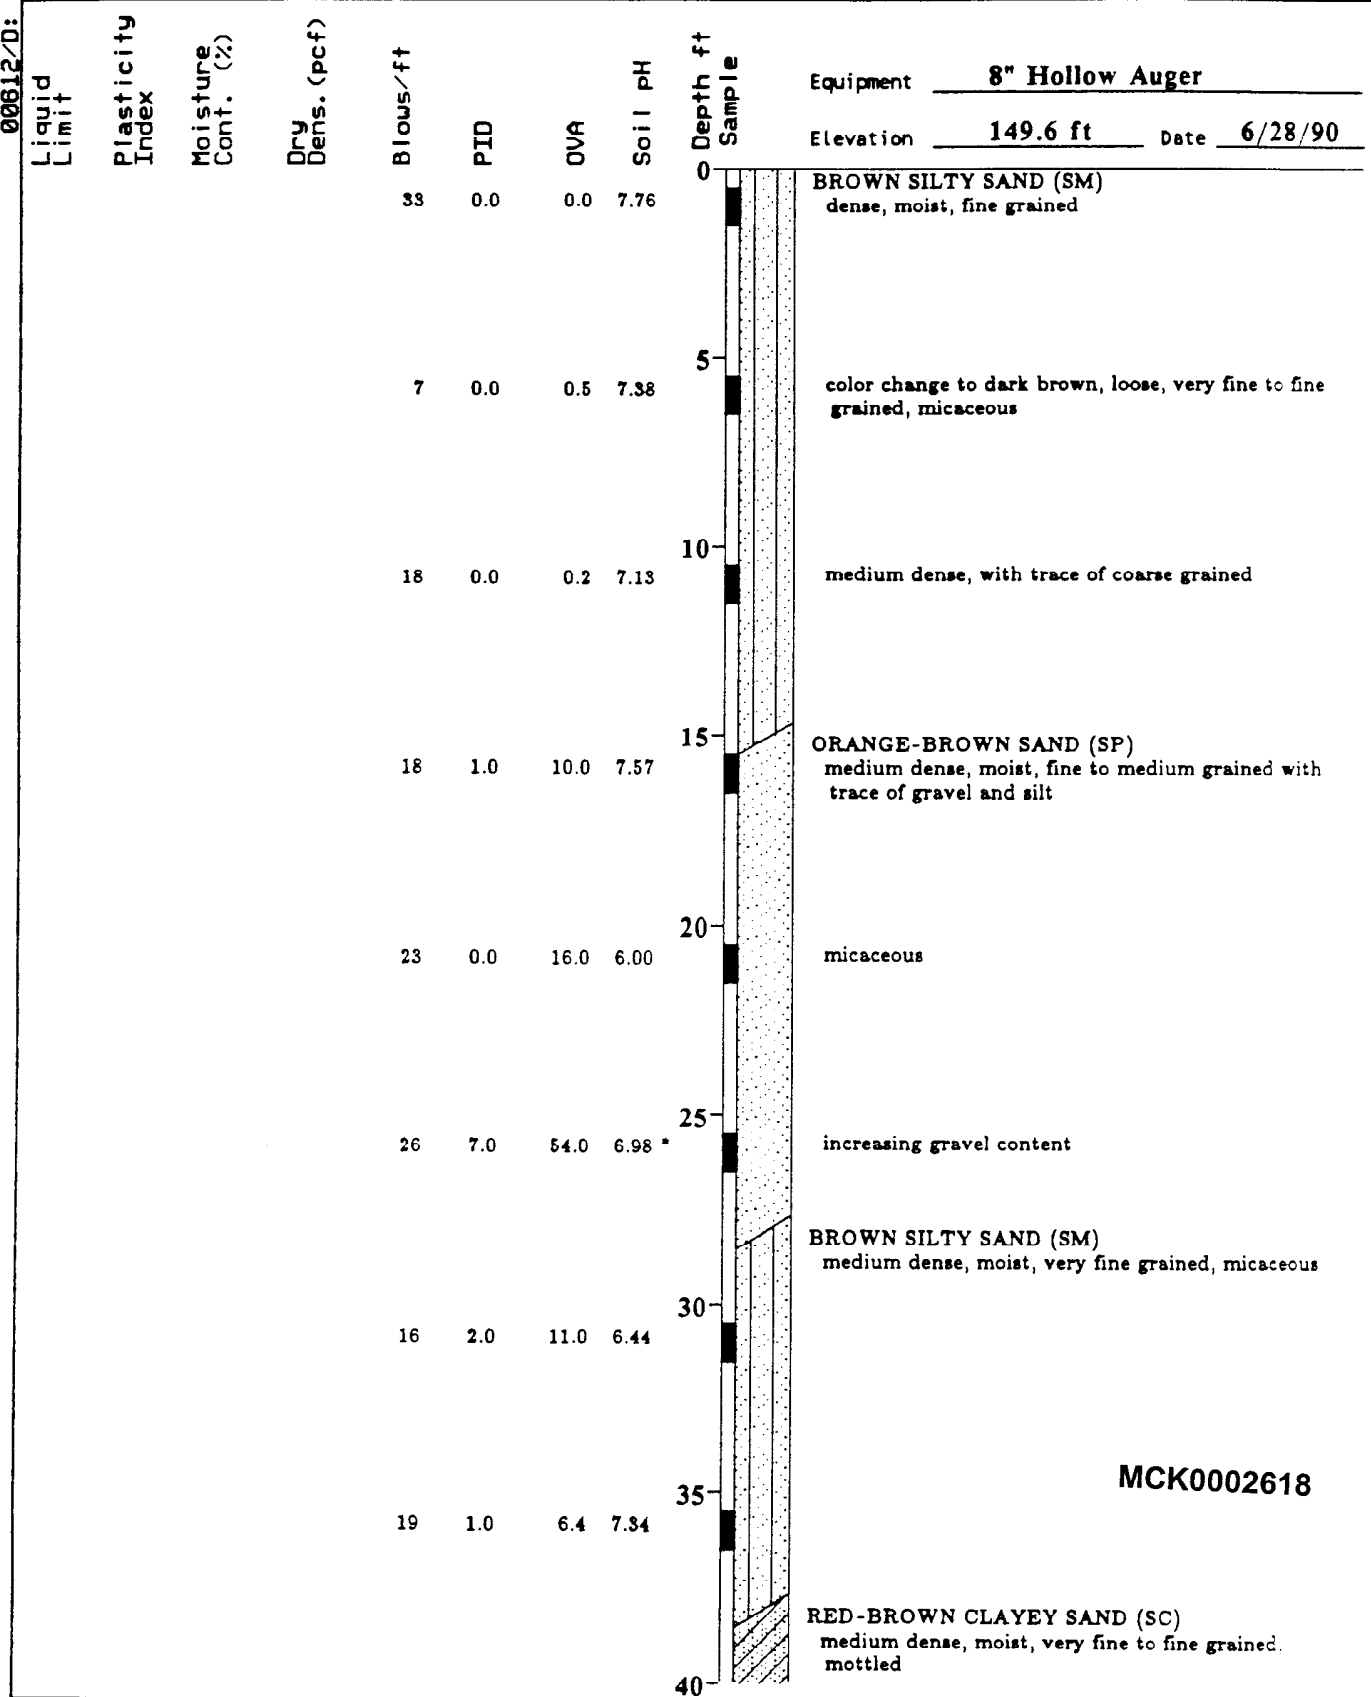 00612/D:
Liquid Limit
Plasticity Index
Moisture Cont. (%)
Dry Dens. (pcf)
Blows/ft
PID
OVA
Soil pH
Depth ft
Sample
Equipment 8" Hollow Auger
Elevation 149.6 ft Date 6/28/90
0
BROWN SILTY SAND (SM)
33 0.0 0.0 7.76 dense, moist, fine grained
5
7 0.0 0.5 7.38 color change to dark brown, loose, very fine to fine
grained, micaceous
10
18 0.0 0.2 7.13 medium dense, with trace of coarse grained
15
ORANGE-BROWN SAND (SP)
18 1.0 10.0 7.57 medium dense, moist, fine to medium grained with
trace of gravel and silt
20
23 0.0 16.0 6.00 micaceous
25
26 7.0 54.0 6.98 * increasing gravel content
BROWN SILTY SAND (SM)
medium dense, moist, very fine grained, micaceous
30
16 2.0 11.0 6.44
MCK0002618
35
19 1.0 6.4 7.34
RED-BROWN CLAYEY SAND (SC)
medium dense, moist, very fine to fine grained.
mottled
40